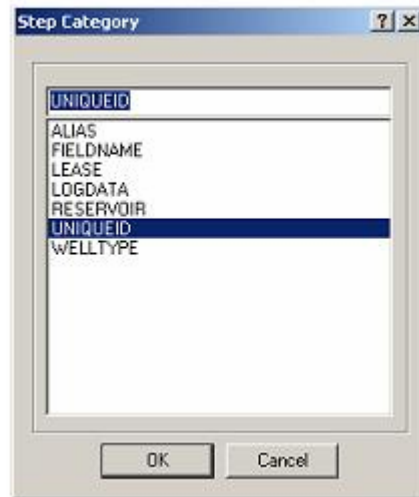 Step Category
UNIQUEID
ALIAS
FIELDNAME
LEASE
LOGDATA
RESERVOIR
UNIQUEID
WELLTYPE
OK Cancel